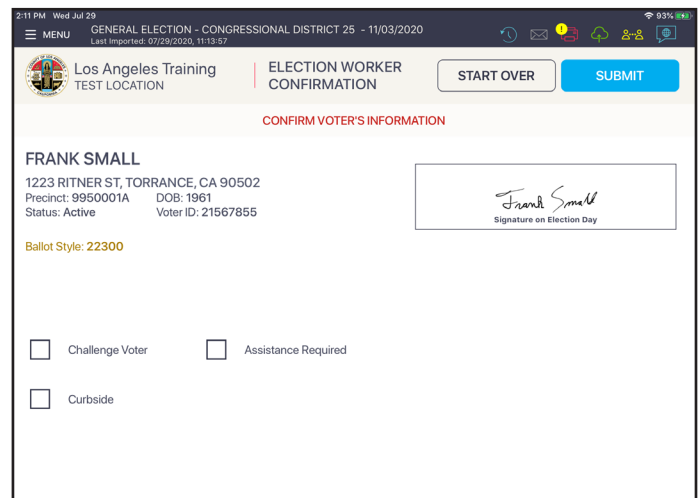 2:11 PM Wed Jul 29
93%
MENU
GENERAL ELECTION - CONGRESSIONAL DISTRICT 25 - 11/03/2020
Last Imported: 07/29/2020, 11:13:57
Los Angeles Training
TEST LOCATION
ELECTION WORKER
CONFIRMATION
START OVER
SUBMIT
CONFIRM VOTER'S INFORMATION
FRANK SMALL
1223 RITNER ST, TORRANCE, CA 90502
Precinct: 9950001A DOB: 1961
Status: Active Voter ID: 21567855
Frank Small
Signature on Election Day
Ballot Style: 22300
Challenge Voter
Assistance Required
Curbside